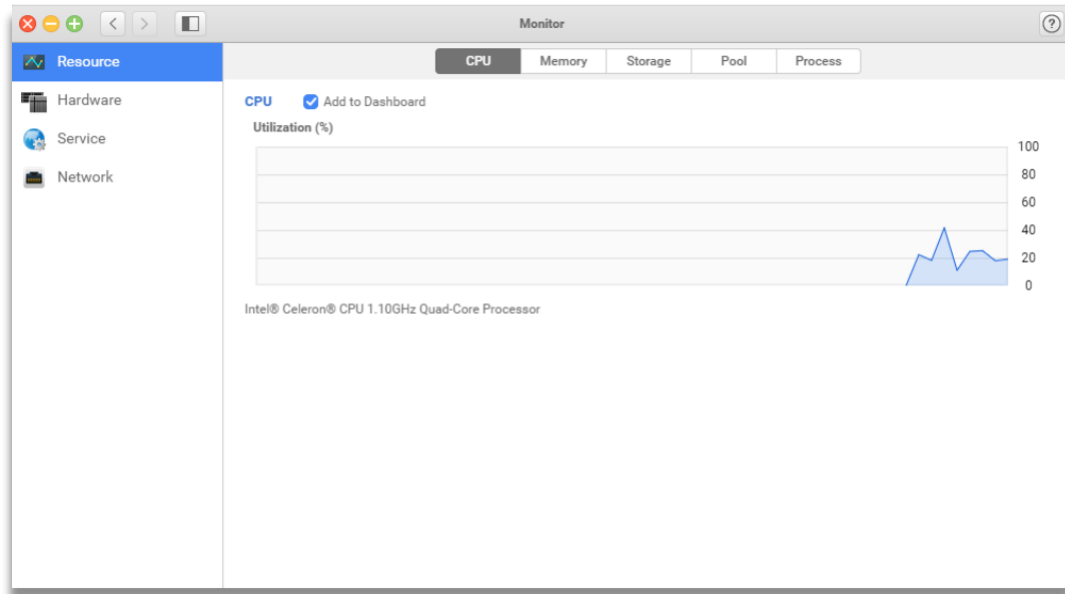 Monitor
?
Resource
Hardware
Service
Network
CPU Memory Storage Pool Process
CPU Add to Dashboard
Utilization (%)
100
80
60
40
20
0
Intel® Celeron® CPU 1.10GHz Quad-Core Processor